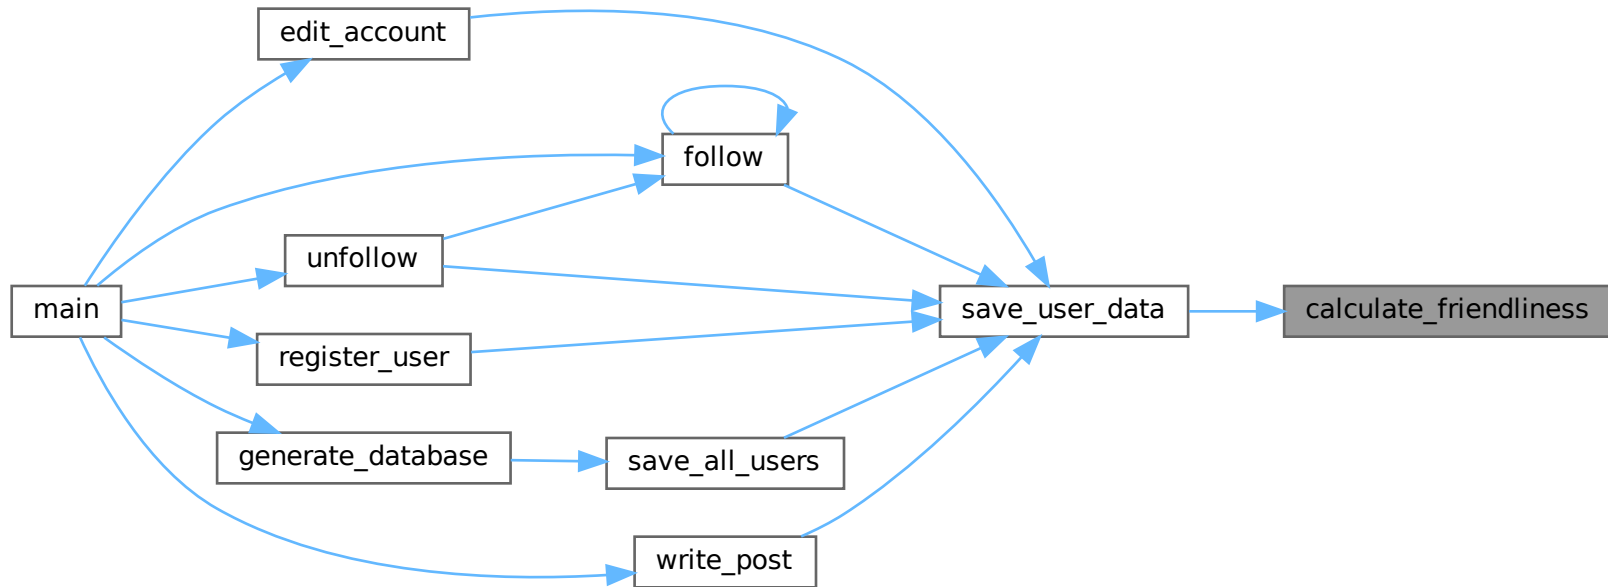 edit_account
follow
unfollow
main
save_user_data
calculate_friendliness
register_user
generate_database
save_all_users
write_post